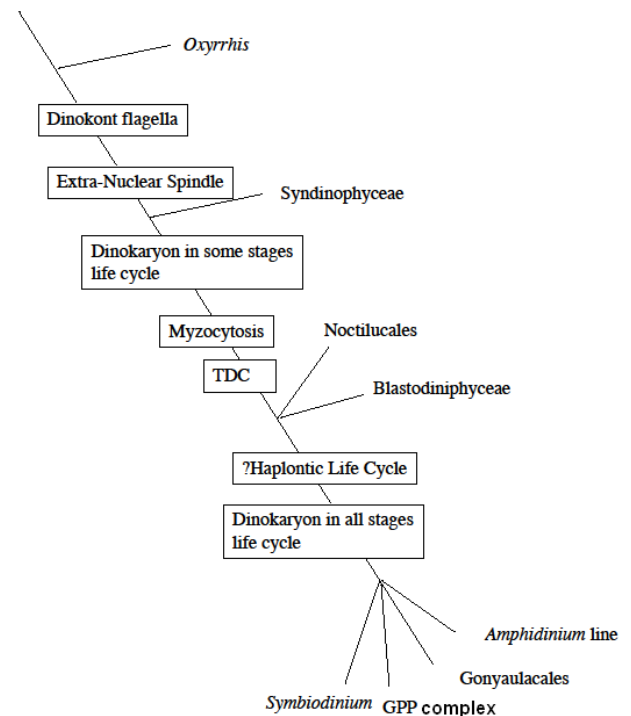 Oxyrrhis
Dinokont flagella
Extra-Nuclear Spindle
Syndinophyceae
Dinokaryon in some stages
life cycle
Myzocytosis
Noctilucales
TDC
Blastodiniphyceae
?Haplontic Life Cycle
Dinokaryon in all stages
life cycle
Amphidinium line
Gonyaulacales
Symbiodinium
GPP complex